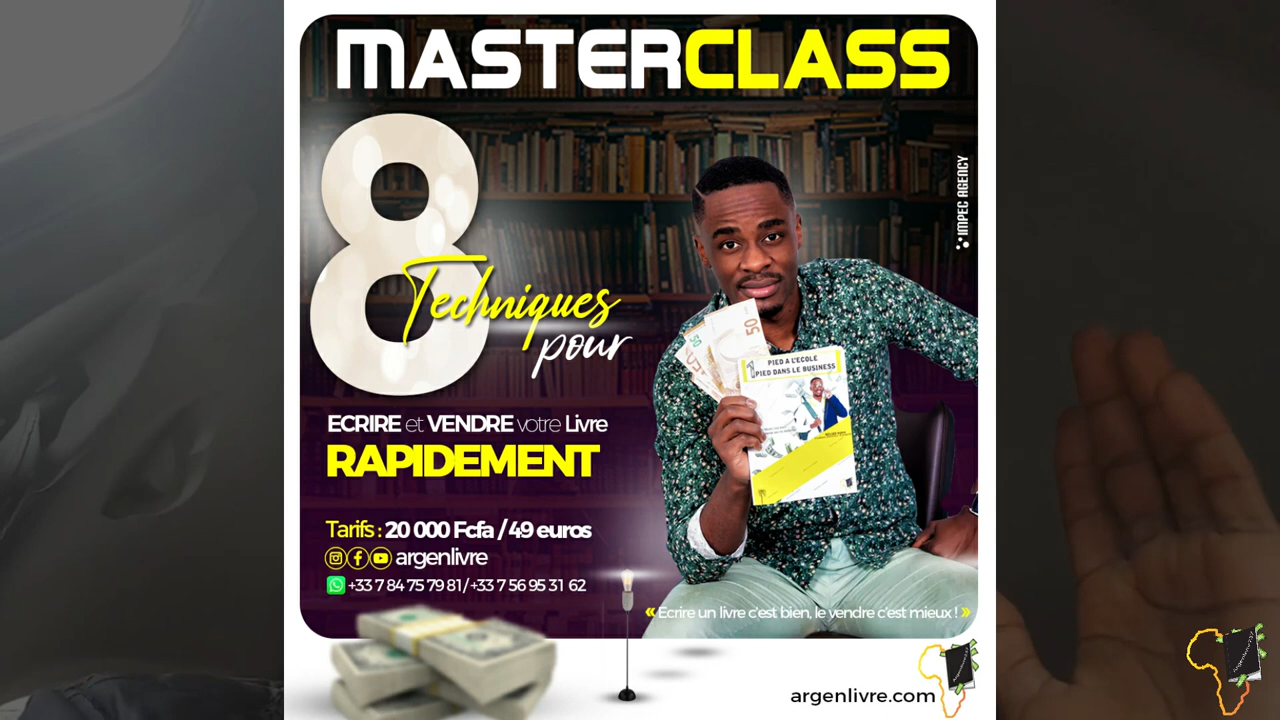 MASTERCLASS
8
Techniques
pour
ECRIRE et VENDRE votre Livre
RAPIDEMENT
Tarifs : 20 000 Fcfa / 49 euros
argenlivre
+33 7 84 75 79 81 / +33 7 56 95 31 62
IMPEC AGENCY
50
50
PIED A L'ECOLE
PIED DANS LE BUSINESS
« Ecrire un livre c'est bien, le vendre c'est mieux ! »
argenlivre.com